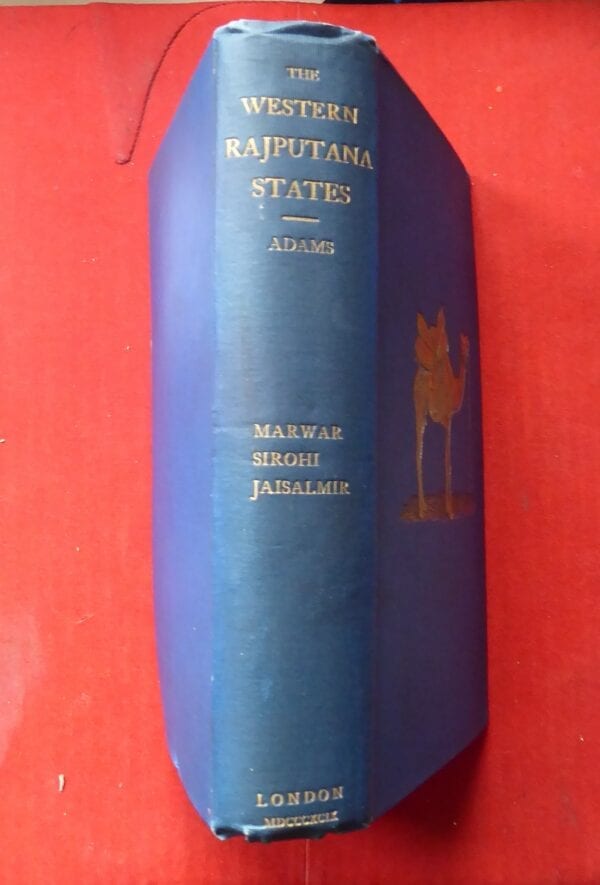 THE
WESTERN
RAJPUTANA
STATES
ADAMS
MARWAR
SIROHI
JAISALMIR
LONDON
MDCCCXCIX